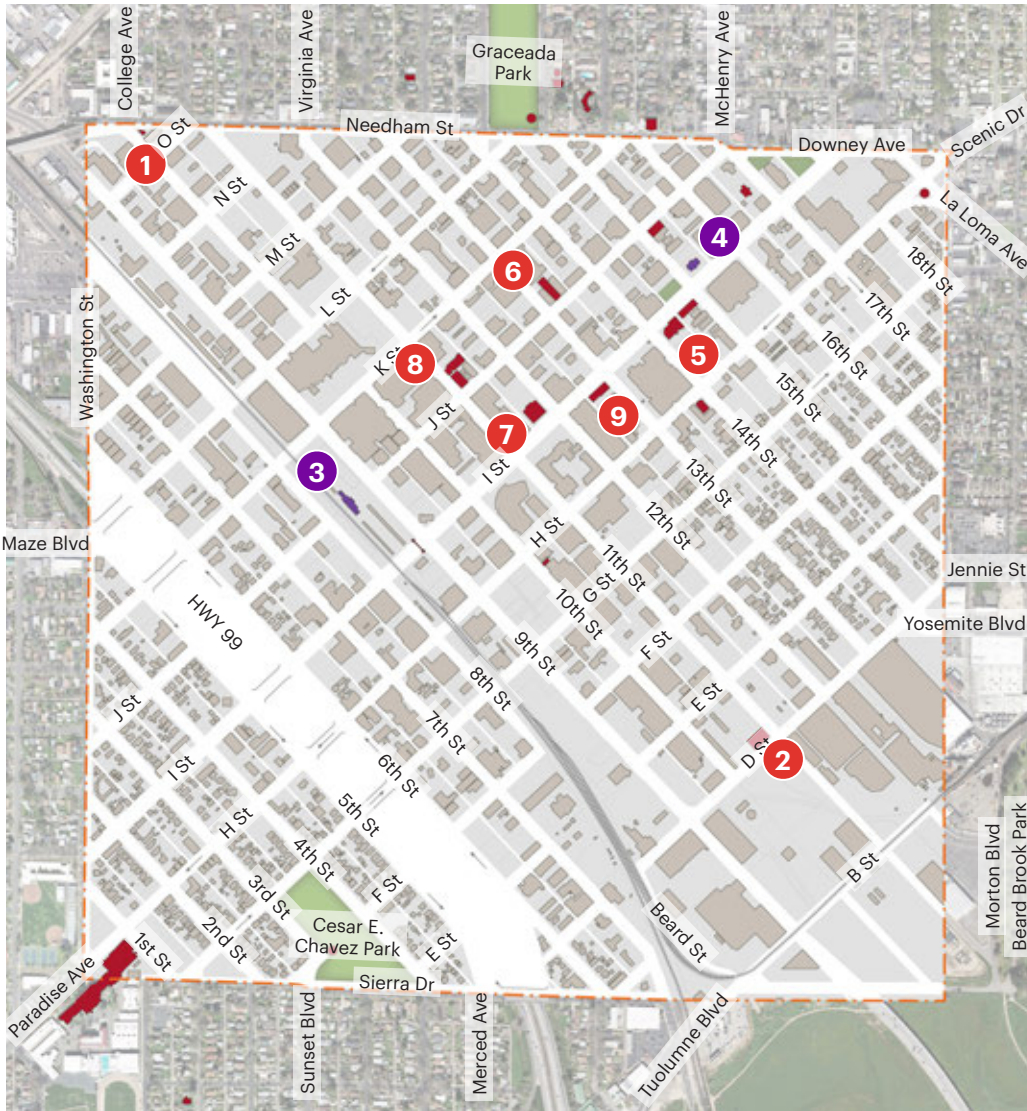 College Ave
Virginia Ave
Graceada
Park
McHenry Ave
Needham St
Downey Ave
Scenic Dr
O St
1
N St
La Loma Ave
4
M St
18th St
6
L St
17th St
Washington St
16th St
K St
8
5
15th St
J St
9
7
14th St
I St
13th St
3
12th St
H St
Maze Blvd
11th St
G St
Jennie St
10th St
HWY 99
Yosemite Blvd
F St
9th St
8th St
E St
J St
7th St
D St
2
6th St
I St
5th St
H St
4th St
B St
3rd St
F St
Morton Blvd
Beard Brook Park
2nd St
Cesar E.
Chavez Park
E St
Beard St
1st St
Paradise Ave
Sierra Dr
Sunset Blvd
Merced Ave
Tuolumne Blvd